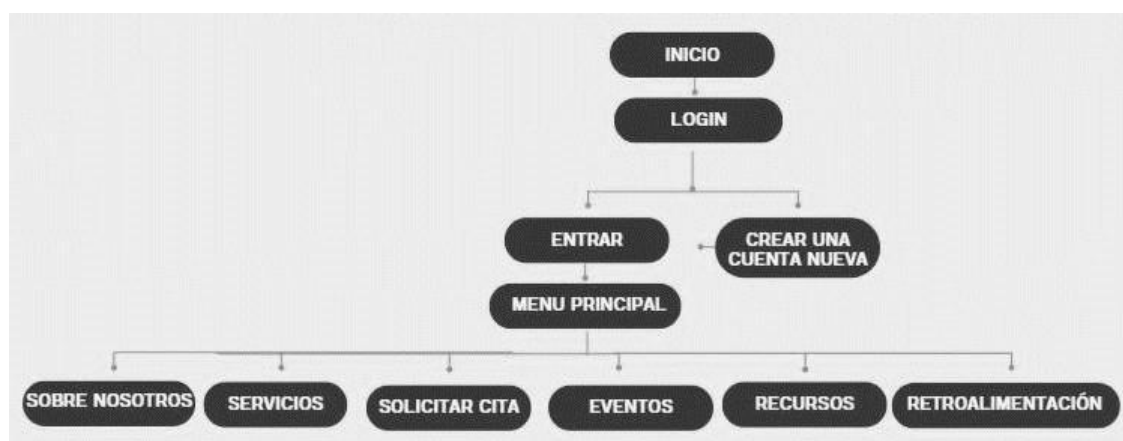 INICIO
LOGIN
ENTRAR
CREAR UNA
CUENTA NUEVA
MENU PRINCIPAL
SOBRE NOSOTROS
SERVICIOS
SOLICITAR CITA
EVENTOS
RECURSOS
RETROALIMENTACIÓN